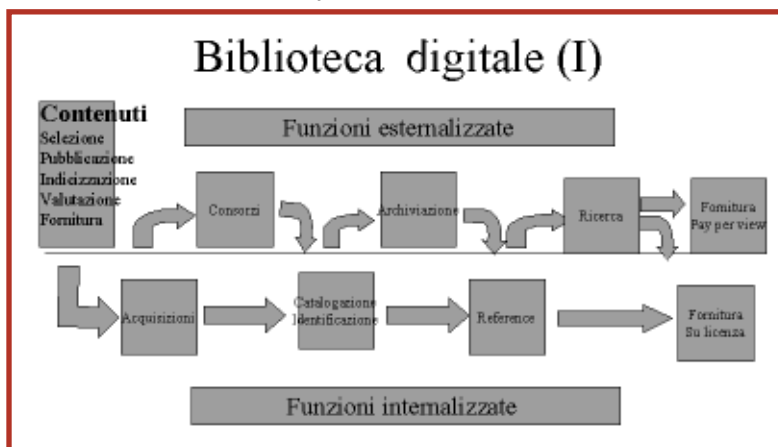 Biblioteca digitale (I)
Contenuti
Selezione
Pubblicazione
Indicizzazione
Valutazione
Fornitura
Funzioni esternalizzate
Consorzi
Archiviazione
Ricerca
Fornitura
Pay per view
Acquisizioni
Catalogazione
Identificazione
Reference
Fornitura
Su licenza
Funzioni internalizzate